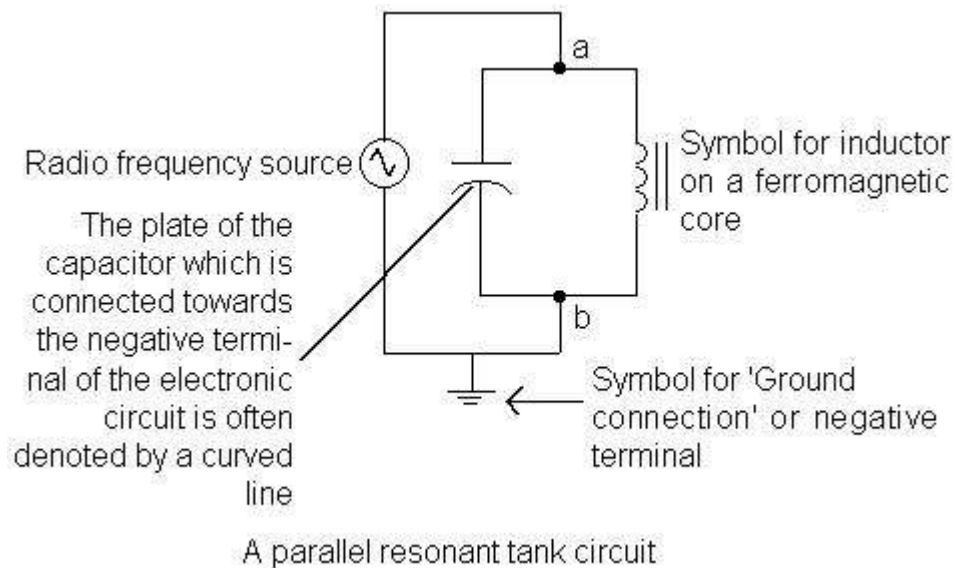 a
Radio frequency source
Symbol for inductor
on a ferromagnetic
core
The plate of the
capacitor which is
connected towards
the negative termi-
nal of the electronic
circuit is often
denoted by a curved
line
b
Symbol for 'Ground
connection' or negative
terminal
A parallel resonant tank circuit